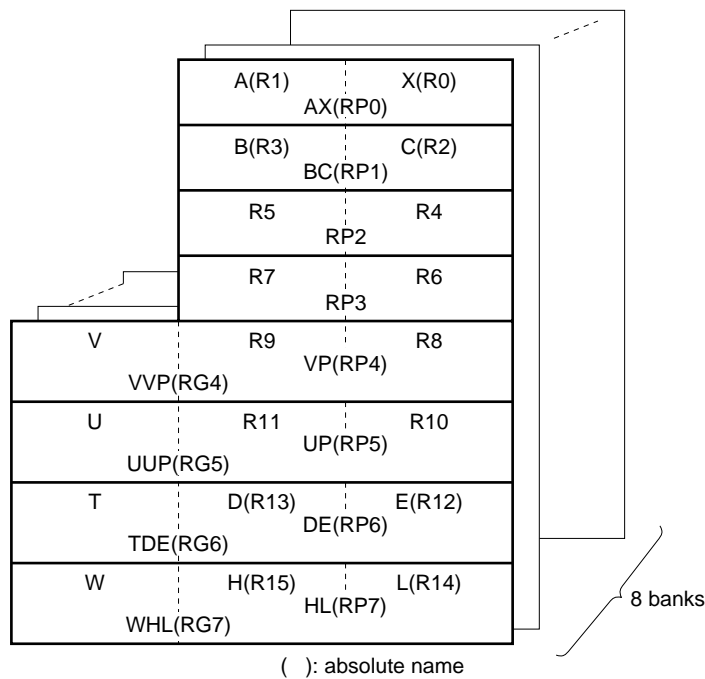 A(R1) X(R0)
AX(RP0)
B(R3) C(R2)
BC(RP1)
R5 R4
RP2
R7 R6
RP3
V R9 R8
VP(RP4)
VVP(RG4)
U R11 R10
UP(RP5)
UUP(RG5)
T D(R13) E(R12)
DE(RP6)
TDE(RG6)
W H(R15) L(R14)
HL(RP7)
WHL(RG7)
8 banks
( ): absolute name